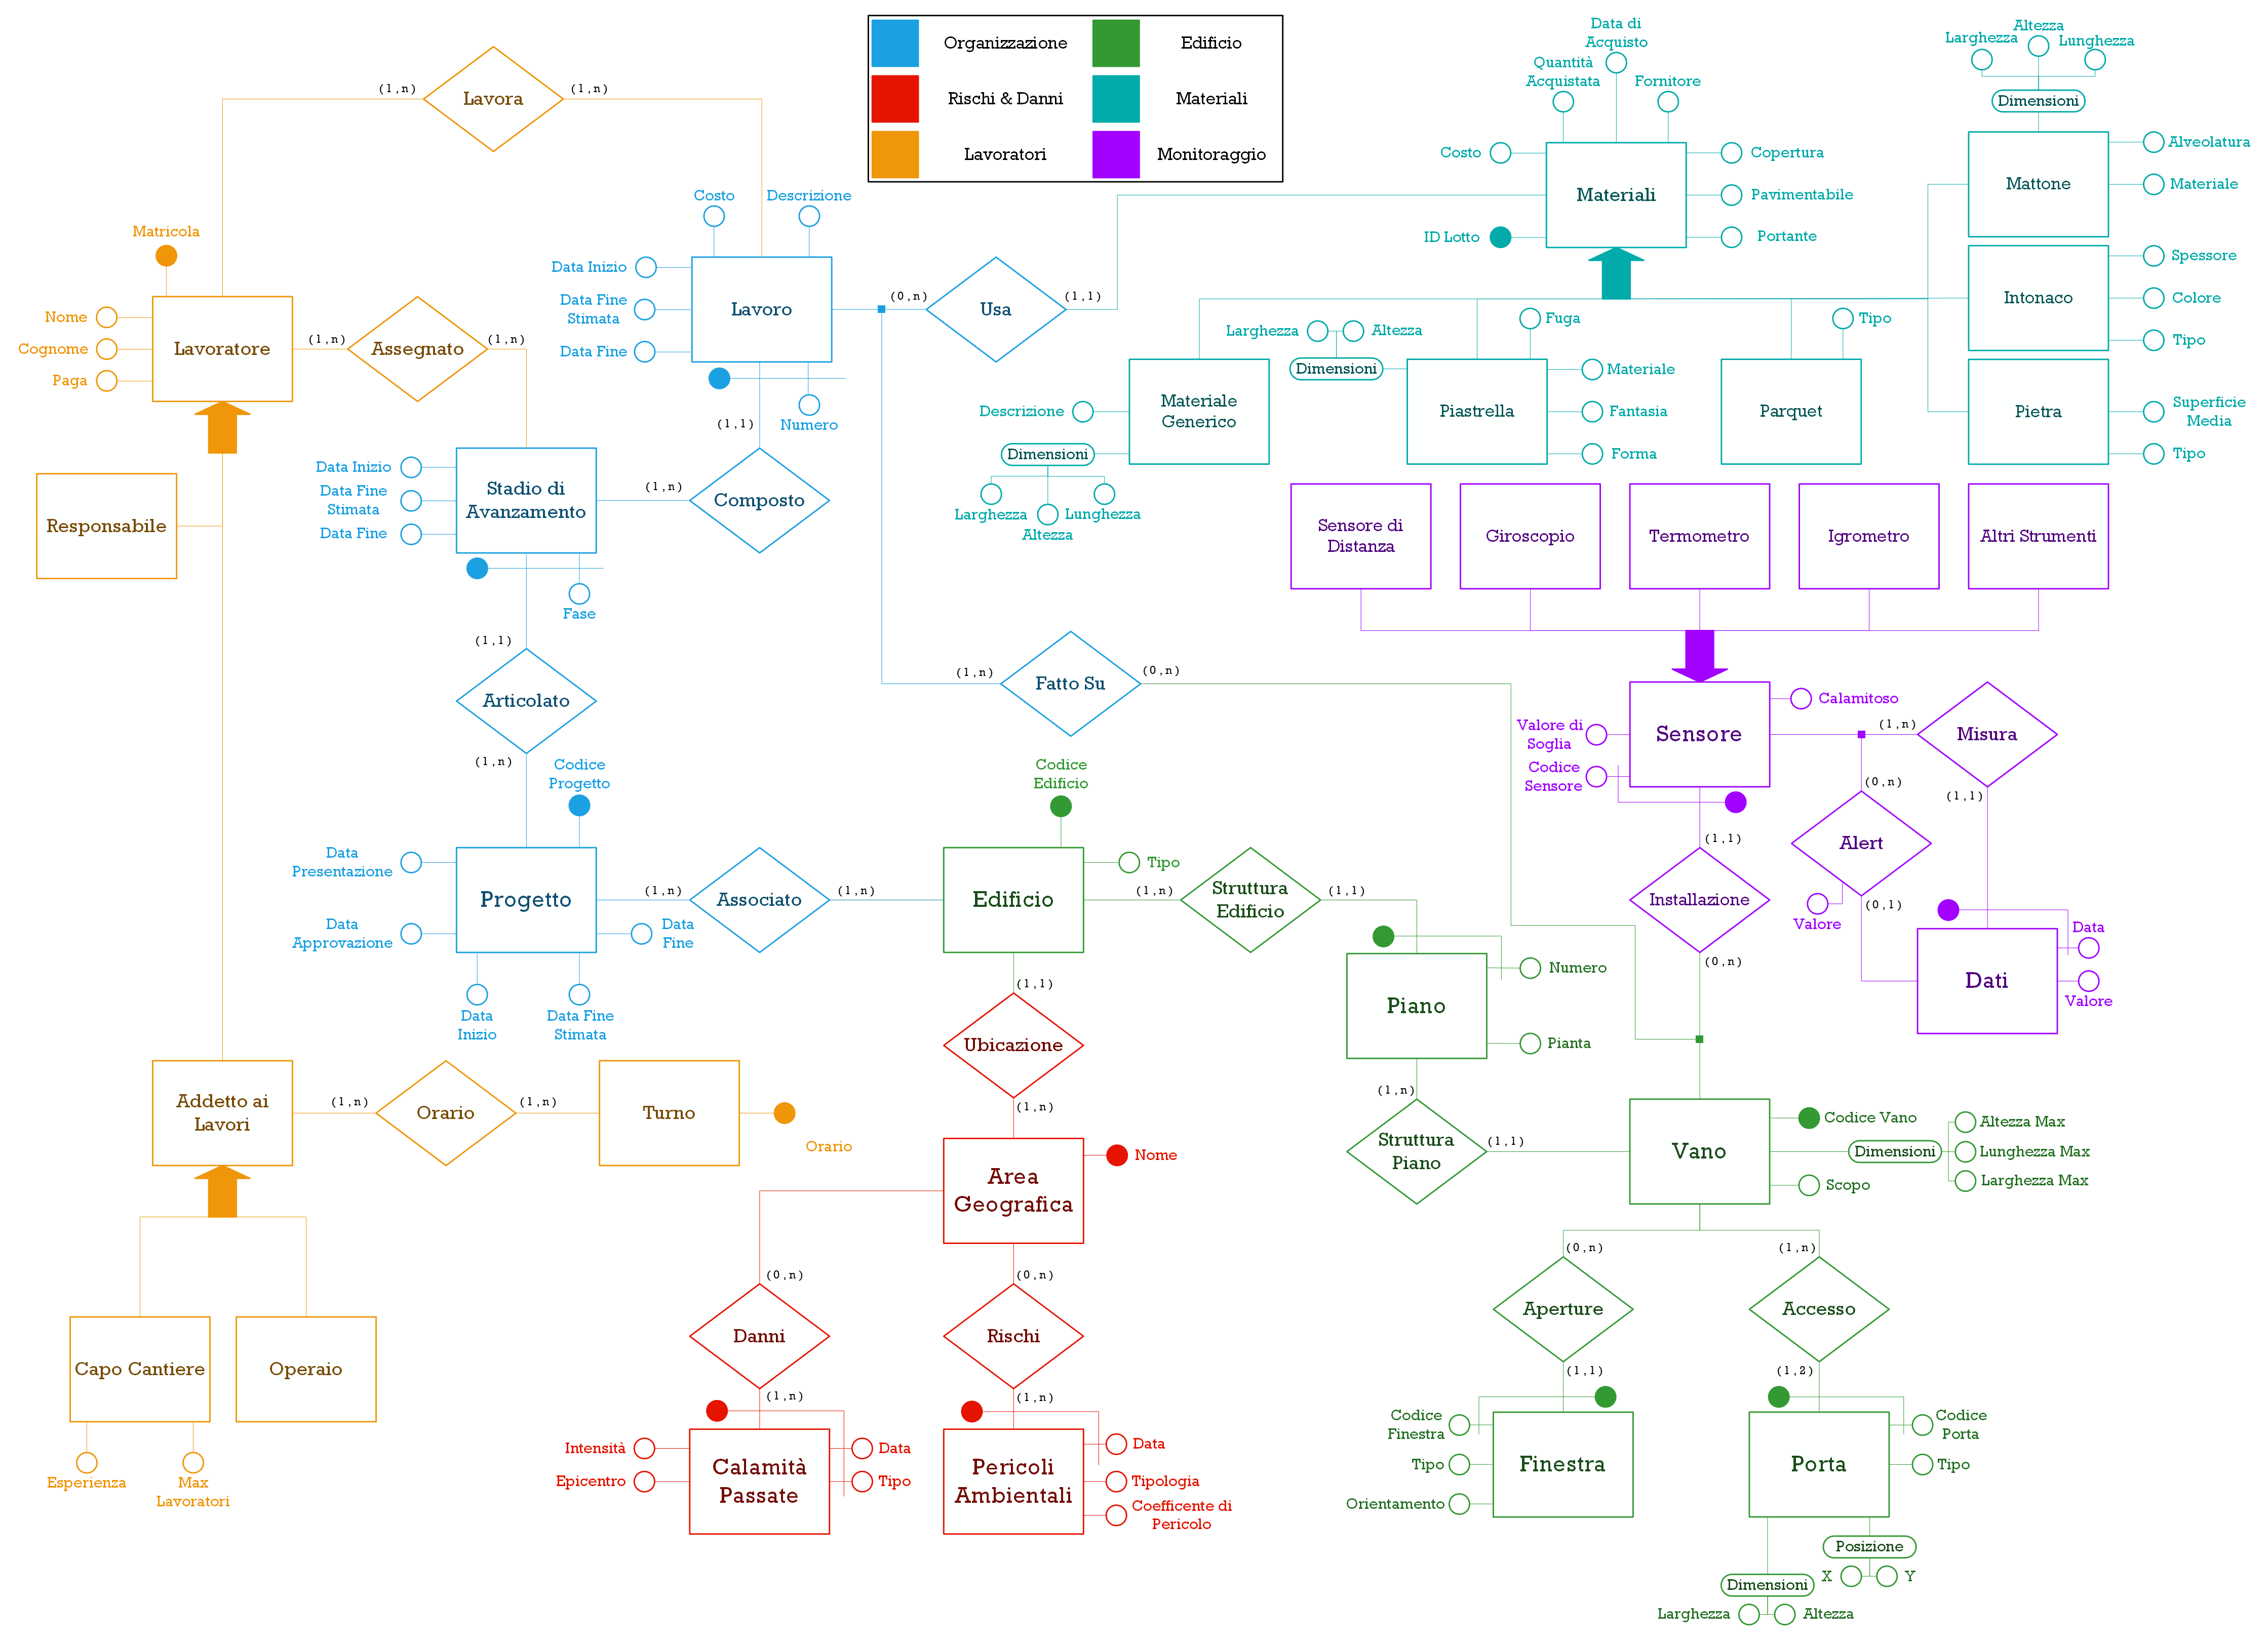 Organizzazione
Edificio
Rischi & Danni
Materiali
Lavoratori
Monitoraggio
Lavora
(1,n)
(1,n)
Matricola
Nome
Cognome
Paga
Lavoratore
(1,n)
Assegnato
(1,n)
Responsabile
Costo
Descrizione
Data Inizio
Data Fine
Stimata
Data Fine
Lavoro
Numero
(0,n)
Usa
(1,1)
(1,1)
Composto
(1,n)
Data Inizio
Data Fine
Stimata
Data Fine
Stadio di
Avanzamento
Fase
(1,1)
Articolato
(1,n)
(1,n)
Fatto Su
(0,n)
Data di
Acquisto
Quantità
Acquistata
Fornitore
Costo
ID Lotto
Materiali
Copertura
Pavimentabile
Portante
Larghezza
Altezza
Lunghezza
Dimensioni
Mattone
Alveolatura
Materiale
Intonaco
Spessore
Colore
Tipo
Pietra
Superficie
Media
Tipo
Materiale
Generico
Descrizione
Dimensioni
Larghezza
Altezza
Lunghezza
Larghezza
Altezza
Dimensioni
Fuga
Piastrella
Materiale
Fantasia
Forma
Tipo
Parquet
Sensore di
Distanza
Giroscopio
Termometro
Igrometro
Altri Strumenti
Sensore
Calamitoso
Valore di
Soglia
Codice
Sensore
(1,n)
Misura
(1,1)
(0,n)
Alert
Valore
(0,1)
(1,1)
Installazione
(0,n)
Dati
Data
Valore
Codice
Progetto
Data
Presentazione
Data
Approvazione
Progetto
Data
Fine
Data
Inizio
Data Fine
Stimata
(1,n)
Associato
(1,n)
Codice
Edificio
Edificio
Tipo
(1,n)
Struttura
Edificio
(1,1)
Piano
Numero
Pianta
(1,n)
Struttura
Piano
(1,1)
(1,1)
Ubicazione
(1,n)
Addetto ai
Lavori
(1,n)
Orario
(1,n)
Turno
Orario
Capo Cantiere
Operaio
Esperienza
Max
Lavoratori
Area
Geografica
Nome
(0,n)
Danni
(1,n)
(0,n)
Rischi
(1,n)
Intensità
Epicentro
Calamità
Passate
Data
Tipo
Pericoli
Ambientali
Data
Tipologia
Coefficente di
Pericolo
Vano
Codice Vano
Dimensioni
Altezza Max
Lunghezza Max
Larghezza Max
Scopo
(0,n)
Aperture
(1,1)
(1,n)
Accesso
(1,2)
Codice
Finestra
Tipo
Orientamento
Finestra
Porta
Codice
Porta
Tipo
Posizione
X
Y
Dimensioni
Larghezza
Altezza